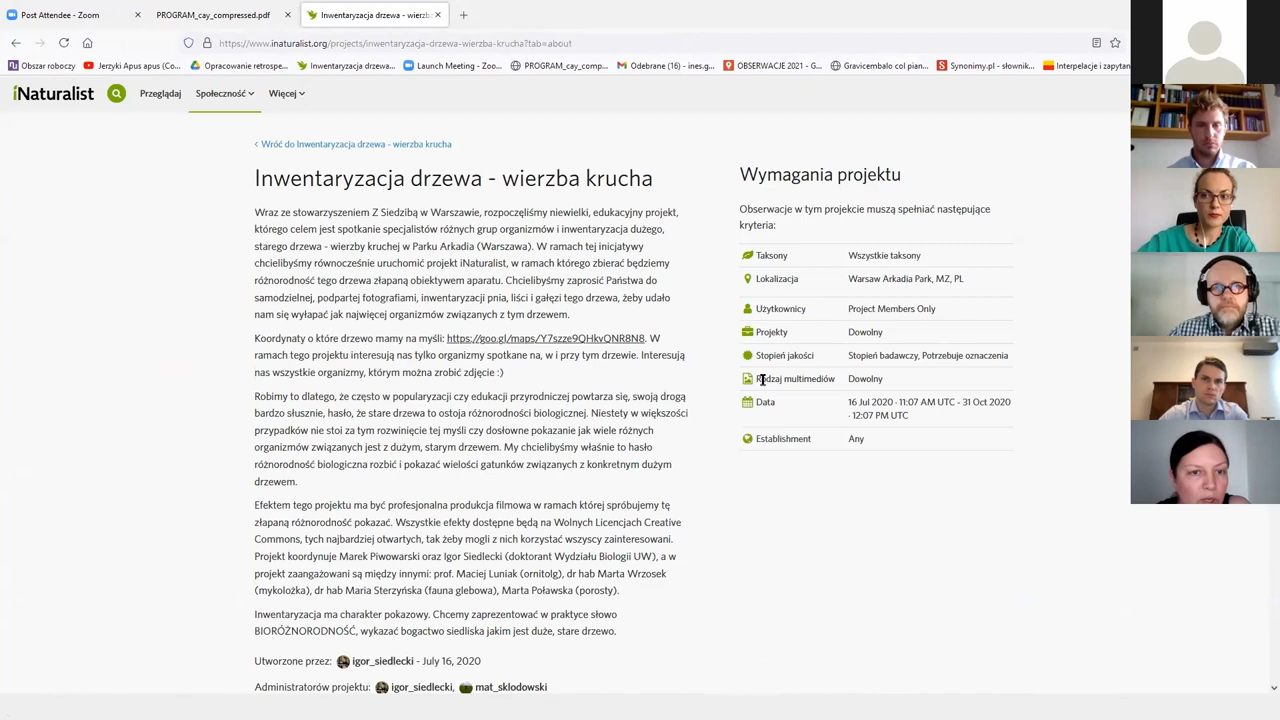 Post Attendee - Zoom
PROGRAM_cay_compressed.pdf
Inwentaryzacja drzewa - wierzb
https://www.inaturalist.org/projects/inwentaryzacja-drzewa-wierzba-krucha?tab=about
Obszar roboczy
Jerzyki Apus apus (Co...
Opracowanie retrospe...
Inwentaryzacja drzewa...
Launch Meeting - Zoo...
PROGRAM_cay_comp...
Odebrane (16) - ines.g...
OBSERWACJE 2021 - G...
Gravicembalo col pian...
Synonimy.pl - słownik...
Interpelacje i zapytan
iNaturalist
Przeglądaj
Społeczność
Więcej
‹ Wróć do Inwentaryzacja drzewa - wierzba krucha
Inwentaryzacja drzewa - wierzba krucha
Wraz ze stowarzyszeniem Z Siedzibą w Warszawie, rozpoczęliśmy niewielki, edukacyjny projekt,
którego celem jest spotkanie specjalistów różnych grup organizmów i inwentaryzacja dużego,
starego drzewa - wierzby kruchej w Parku Arkadia (Warszawa). W ramach tej inicjatywy
chcielibyśmy równocześnie uruchomić projekt iNaturalist, w ramach którego zbierać będziemy
różnorodność tego drzewa złapaną obiektywem aparatu. Chcielibyśmy zaprosić Państwa do
samodzielnej, podpartej fotografiami, inwentaryzacji pnia, liści i gałęzi tego drzewa, żeby udało
nam się wyłapać jak najwięcej organizmów związanych z tym drzewem.
Koordynaty o które drzewo mamy na myśli: https://goo.gl/maps/Y7szze9QHkvQNR8N8. W
ramach tego projektu interesują nas tylko organizmy spotkane na, w i przy tym drzewie. Interesują
nas wszystkie organizmy, którym można zrobić zdjęcie :)
Robimy to dlatego, że często w popularyzacji czy edukacji przyrodniczej powtarza się, swoją drogą
bardzo słusznie, hasło, że stare drzewa to ostoja różnorodności biologicznej. Niestety w większości
przypadków nie stoi za tym rozwinięcie tej myśli czy dosłowne pokazanie jak wiele różnych
organizmów związanych jest z dużym, starym drzewem. My chcielibyśmy właśnie to hasło
różnorodność biologiczna rozbić i pokazać wielości gatunków związanych z konkretnym dużym
drzewem.
Efektem tego projektu ma być profesjonalna produkcja filmowa w ramach której spróbujemy tę
złapaną różnorodność pokazać. Wszystkie efekty dostępne będą na Wolnych Licencjach Creative
Commons, tych najbardziej otwartych, tak żeby mogli z nich korzystać wszyscy zainteresowani.
Projekt koordynuje Marek Piwowarski oraz Igor Siedlecki (doktorant Wydziału Biologii UW), a w
projekt zaangażowani są między innymi: prof. Maciej Luniak (ornitolg), dr hab Marta Wrzosek
(mykolożka), dr hab Maria Sterzyńska (fauna glebowa), Marta Poławska (porosty).
Inwentaryzacja ma charakter pokazowy. Chcemy zaprezentować w praktyce słowo
BIORÓŻNORODNOŚĆ, wykazać bogactwo siedliska jakim jest duże, stare drzewo.
Utworzone przez: igor_siedlecki - July 16, 2020
Administratorów projektu: igor_siedlecki, mat_sklodowski
Wymagania projektu
Obserwacje w tym projekcie muszą spełniać następujące
kryteria:
Taksony Wszystkie taksony
Lokalizacja Warsaw Arkadia Park, MZ, PL
Użytkownicy Project Members Only
Projekty Dowolny
Stopień jakości Stopień badawczy, Potrzebuje oznaczenia
Rodzaj multimediów Dowolny
Data 16 Jul 2020 · 11:07 AM UTC - 31 Oct 2020
· 12:07 PM UTC
Establishment Any